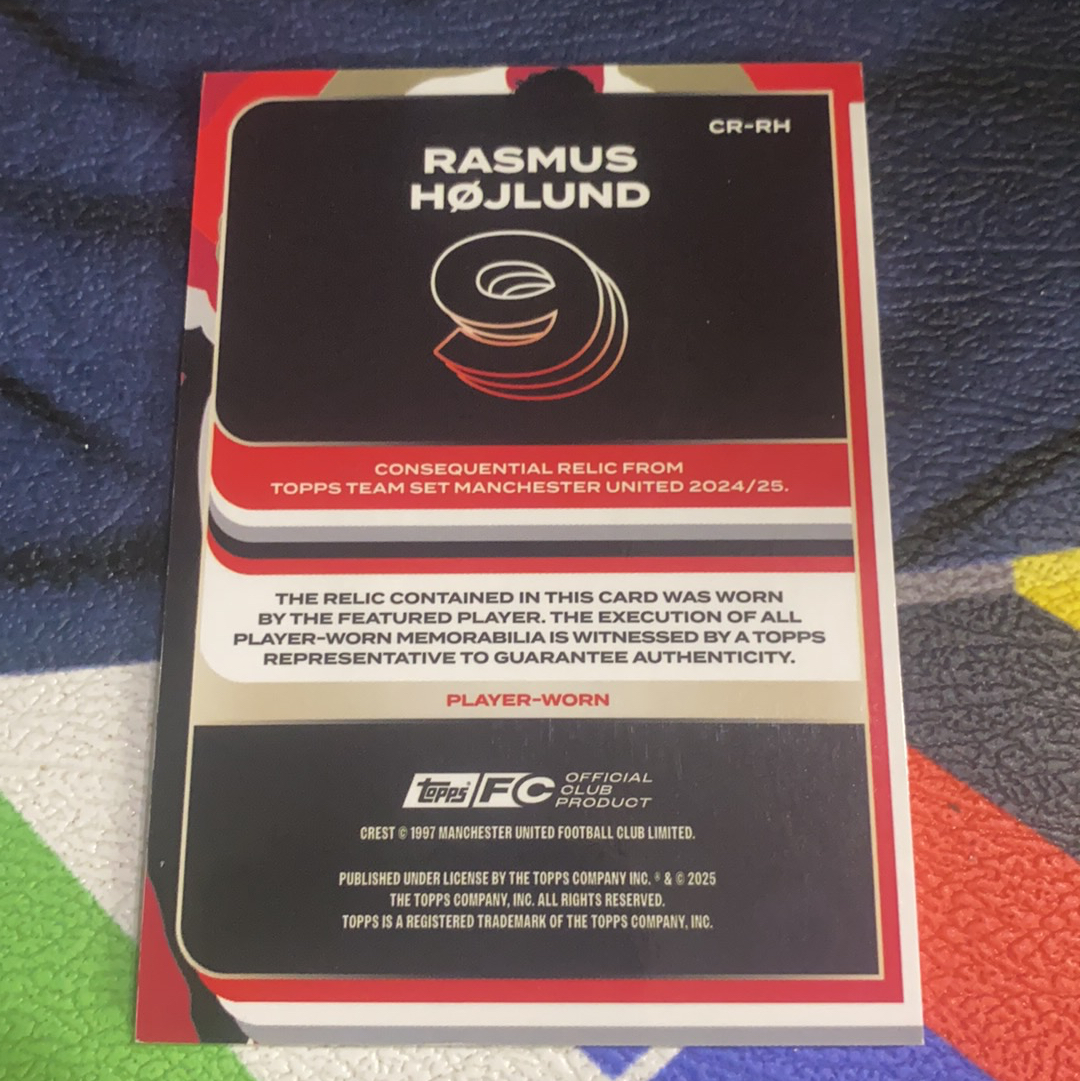 CR-RH
RASMUS
HØJLUND
9
CONSEQUENTIAL RELIC FROM
TOPPS TEAM SET MANCHESTER UNITED 2024/25.
THE RELIC CONTAINED IN THIS CARD WAS WORN
BY THE FEATURED PLAYER. THE EXECUTION OF ALL
PLAYER-WORN MEMORABILIA IS WITNESSED BY A TOPPS
REPRESENTATIVE TO GUARANTEE AUTHENTICITY.
PLAYER-WORN
topps FC OFFICIAL
CLUB
PRODUCT
CREST © 1997 MANCHESTER UNITED FOOTBALL CLUB LIMITED.
PUBLISHED UNDER LICENSE BY THE TOPPS COMPANY INC. ® & © 2025
THE TOPPS COMPANY, INC. ALL RIGHTS RESERVED.
TOPPS IS A REGISTERED TRADEMARK OF THE TOPPS COMPANY, INC.